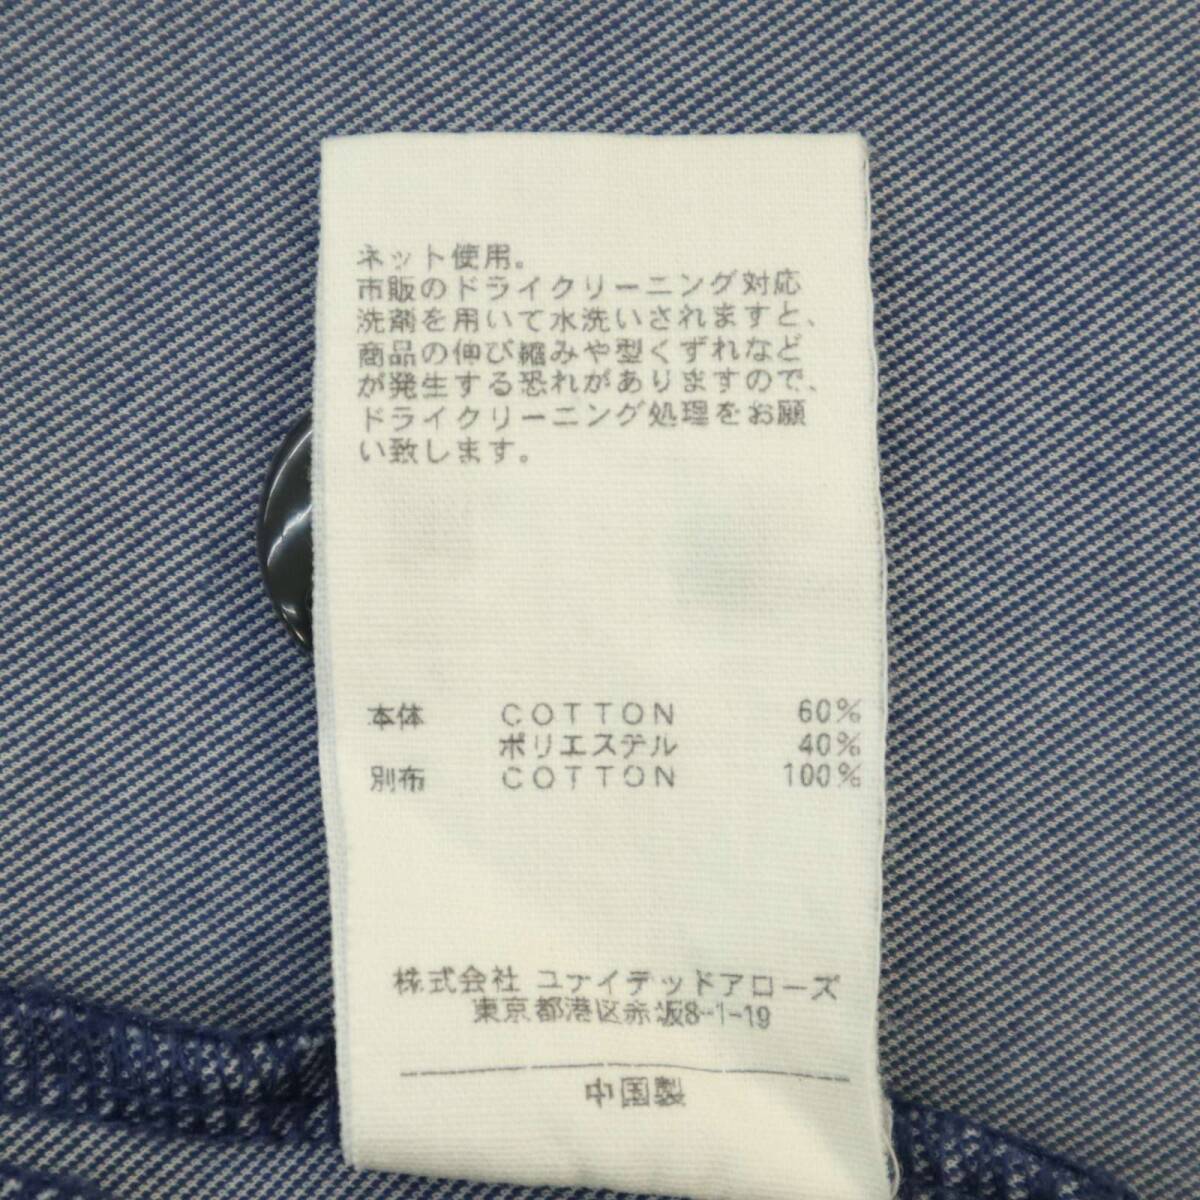 ネット使用。
市販のドライクリーニング対応
洗剤を用いて水洗いされますと、
商品の伸び縮みや型くずれなど
が発生する恐れがありますので、
ドライクリーニング処理をお願
い致します。
本体 COTTON 60%
ポリエステル 40%
別布 COTTON 100%
株式会社 ユナイテッドアローズ
東京都港区赤坂8-1-19
中国製